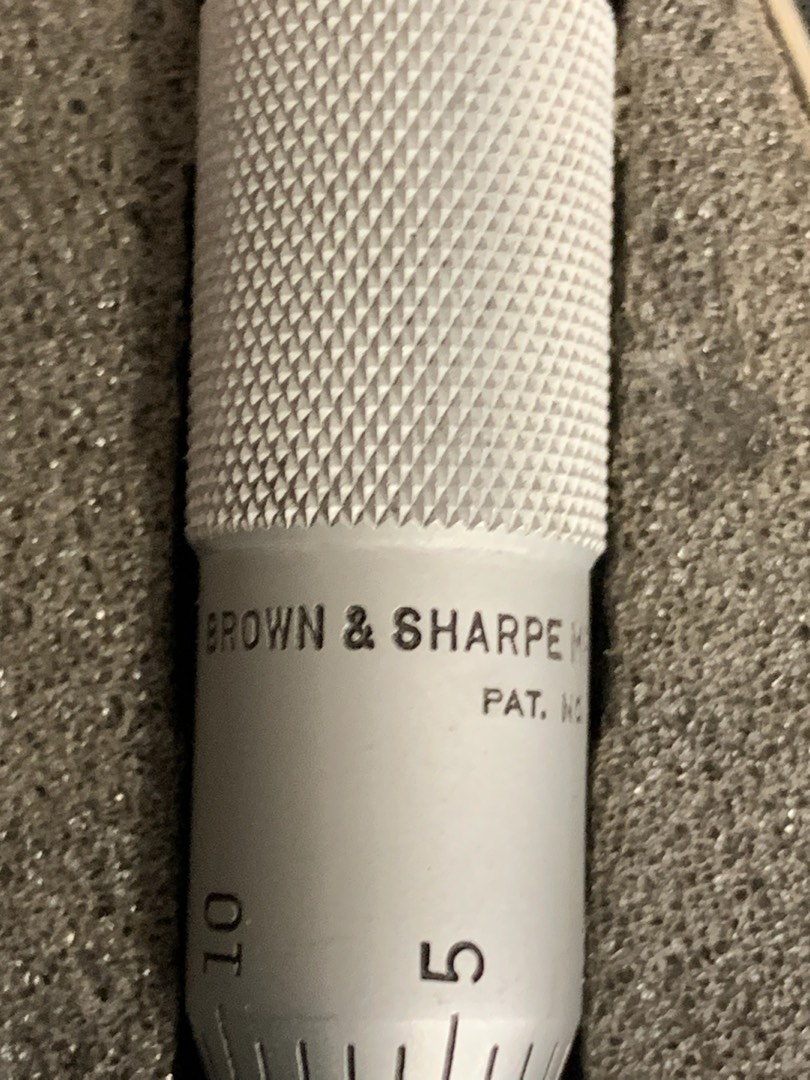 BROWN & SHARPE
PAT. NO
10
5